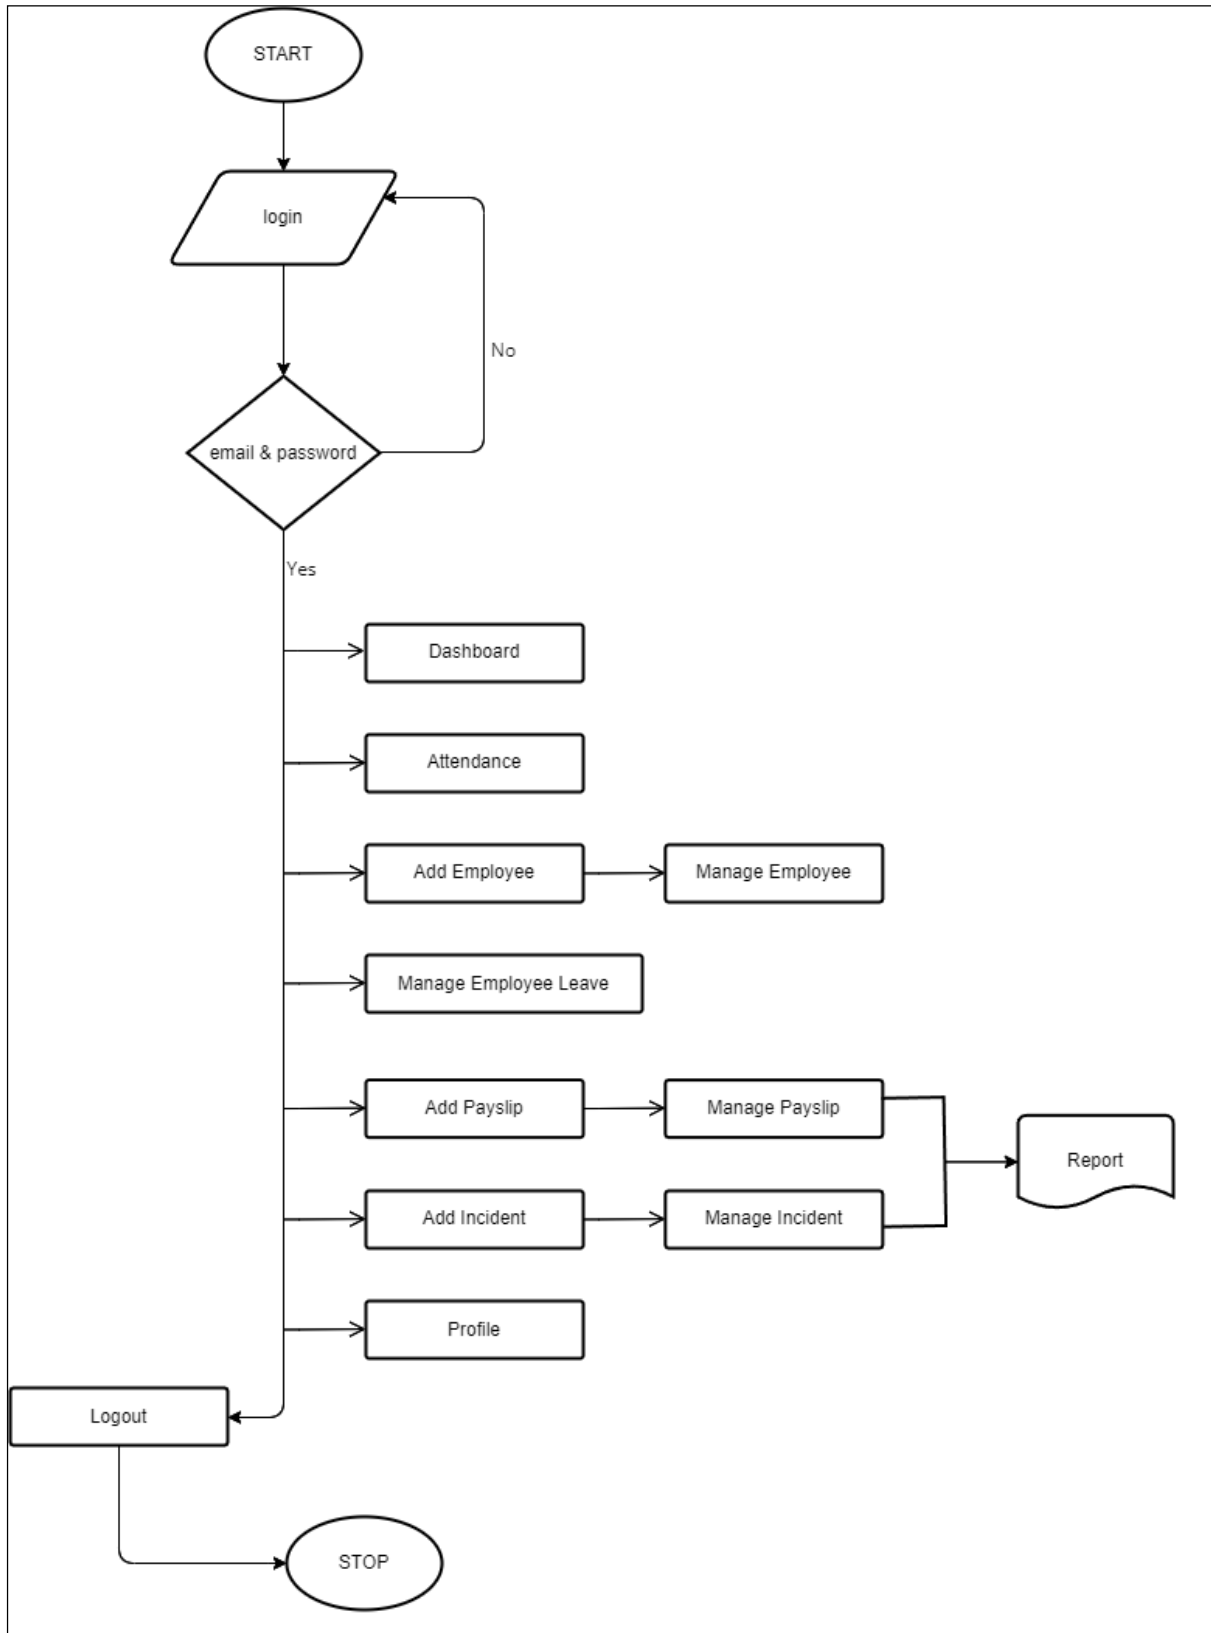 START
login
No
email & password
Yes
Dashboard
Attendance
Add Employee
Manage Employee
Manage Employee Leave
Add Payslip
Manage Payslip
Report
Add Incident
Manage Incident
Profile
Logout
STOP